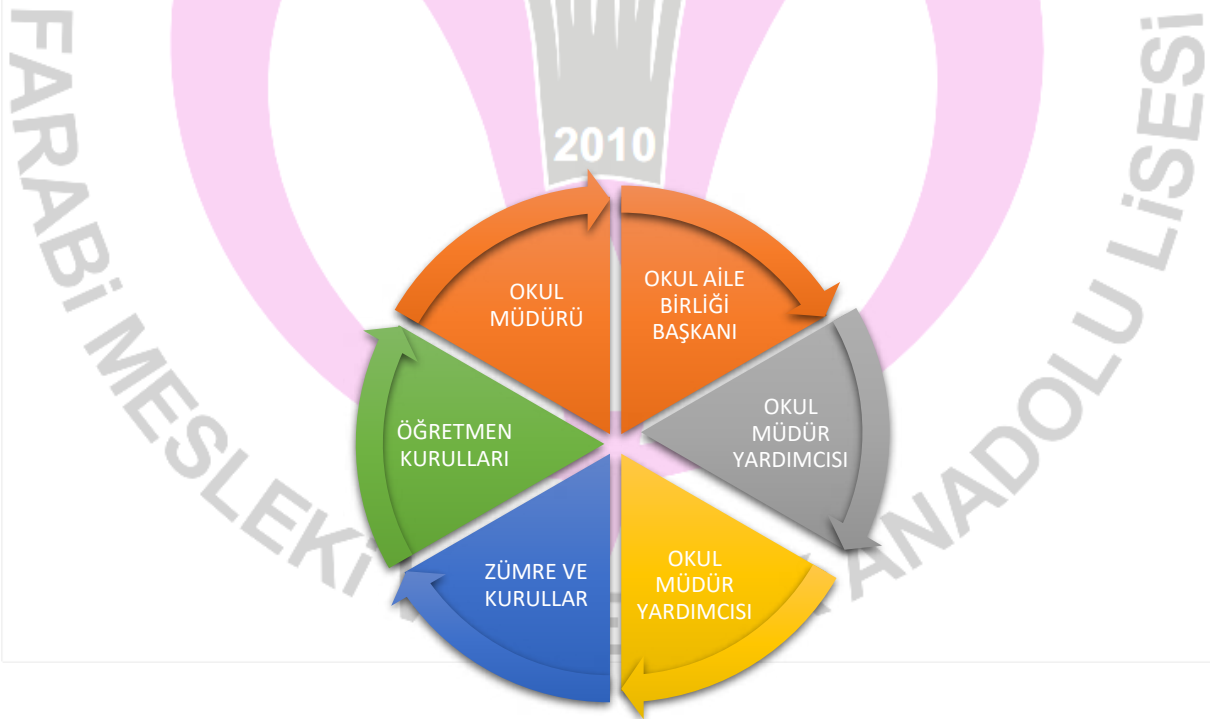 FARABİ MESLEKİ
ANADOLU LİSESİ
2010
OKUL
MÜDÜRÜ
OKUL AİLE
BİRLİĞİ
BAŞKANI
OKUL
MÜDÜR
YARDIMCISI
OKUL
MÜDÜR
YARDIMCISI
ZÜMRE VE
KURULLAR
ÖĞRETMEN
KURULLARI